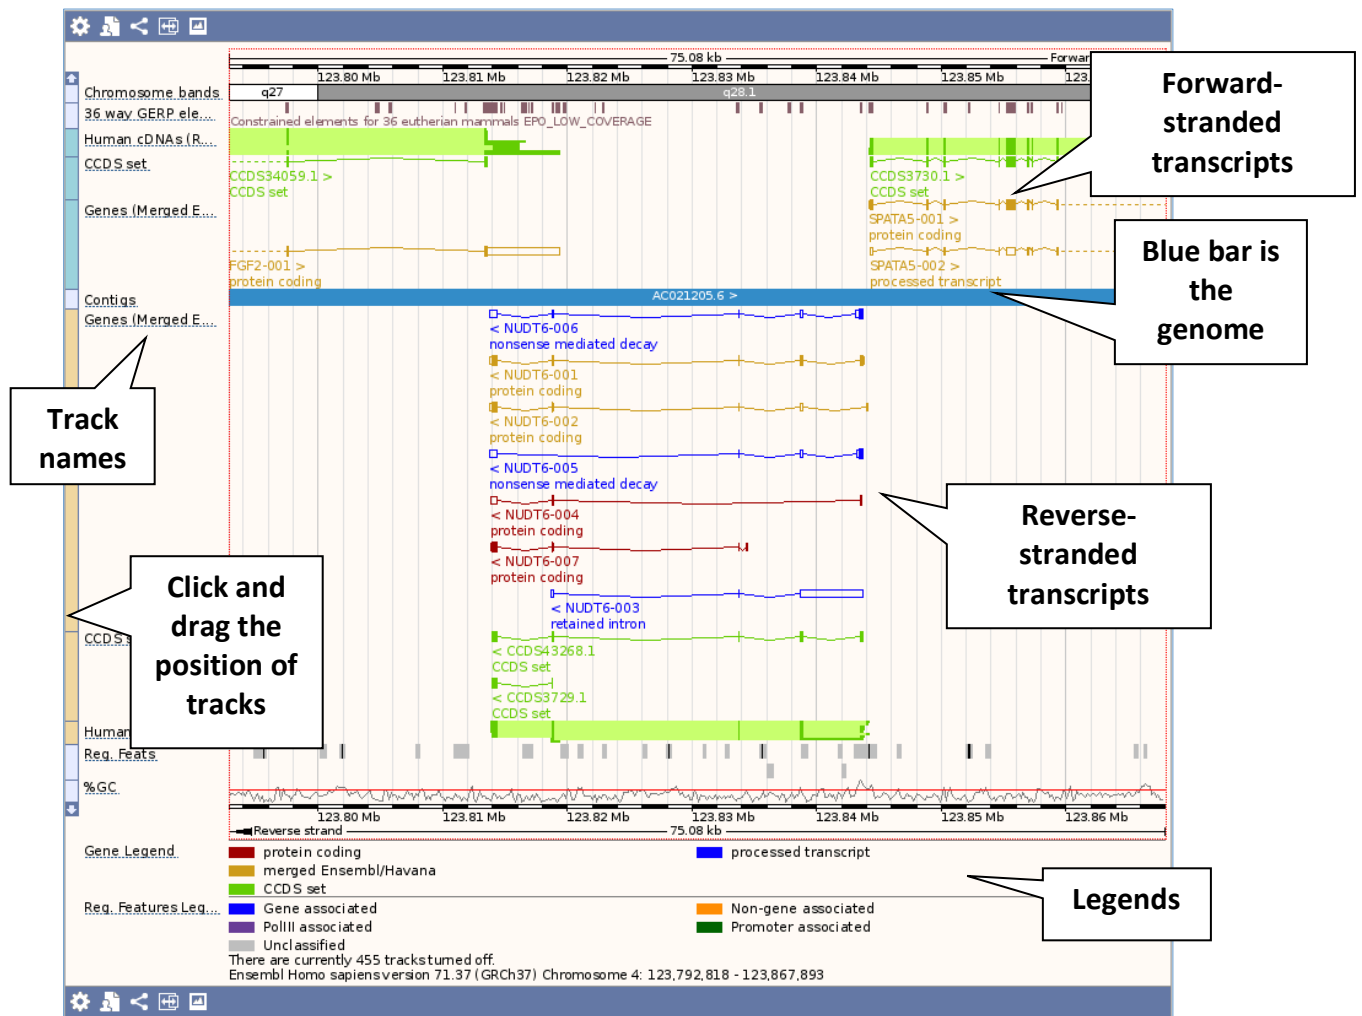 75.08 kb
Forwar
123.80 Mb 123.81 Mb 123.82 Mb 123.83 Mb 123.84 Mb 123.85 Mb 123.
Chromosome bands
q27
q28.1
36 way GERP ele...
Constrained elements for 36 eutherian mammals EPO_LOW_COVERAGE
Human cDNAs (R...
CCDS set
CCDS34059.1 >
CCDS set
CCDS3730.1 >
CCDS set
Genes (Merged E...
SPATA5-001 >
protein coding
FGF2-001 >
protein coding
SPATA5-002 >
processed transcript
Forward-
stranded
transcripts
Blue bar is
the
genome
Contigs
AC021205.6 >
Genes (Merged E...
< NUDT6-006
nonsense mediated decay
< NUDT6-001
protein coding
< NUDT6-002
protein coding
< NUDT6-005
nonsense mediated decay
< NUDT6-004
protein coding
< NUDT6-007
protein coding
< NUDT6-003
retained intron
Track
names
Reverse-
stranded
transcripts
Click and
drag the
position of
tracks
CCDS s
< CCDS43268.1
CCDS set
< CCDS3729.1
CCDS set
Human
Reg. Feats
%GC
123.80 Mb 123.81 Mb 123.82 Mb 123.83 Mb 123.84 Mb 123.85 Mb 123.86 Mb
Reverse strand
75.08 kb
Gene Legend
protein coding
processed transcript
merged Ensembl/Havana
CCDS set
Reg. Features Leg...
Gene associated
Non-gene associated
PolIII associated
Promoter associated
Unclassified
Legends
There are currently 455 tracks turned off.
Ensembl Homo sapiens version 71.37 (GRCh37) Chromosome 4: 123,792,818 - 123,867,893